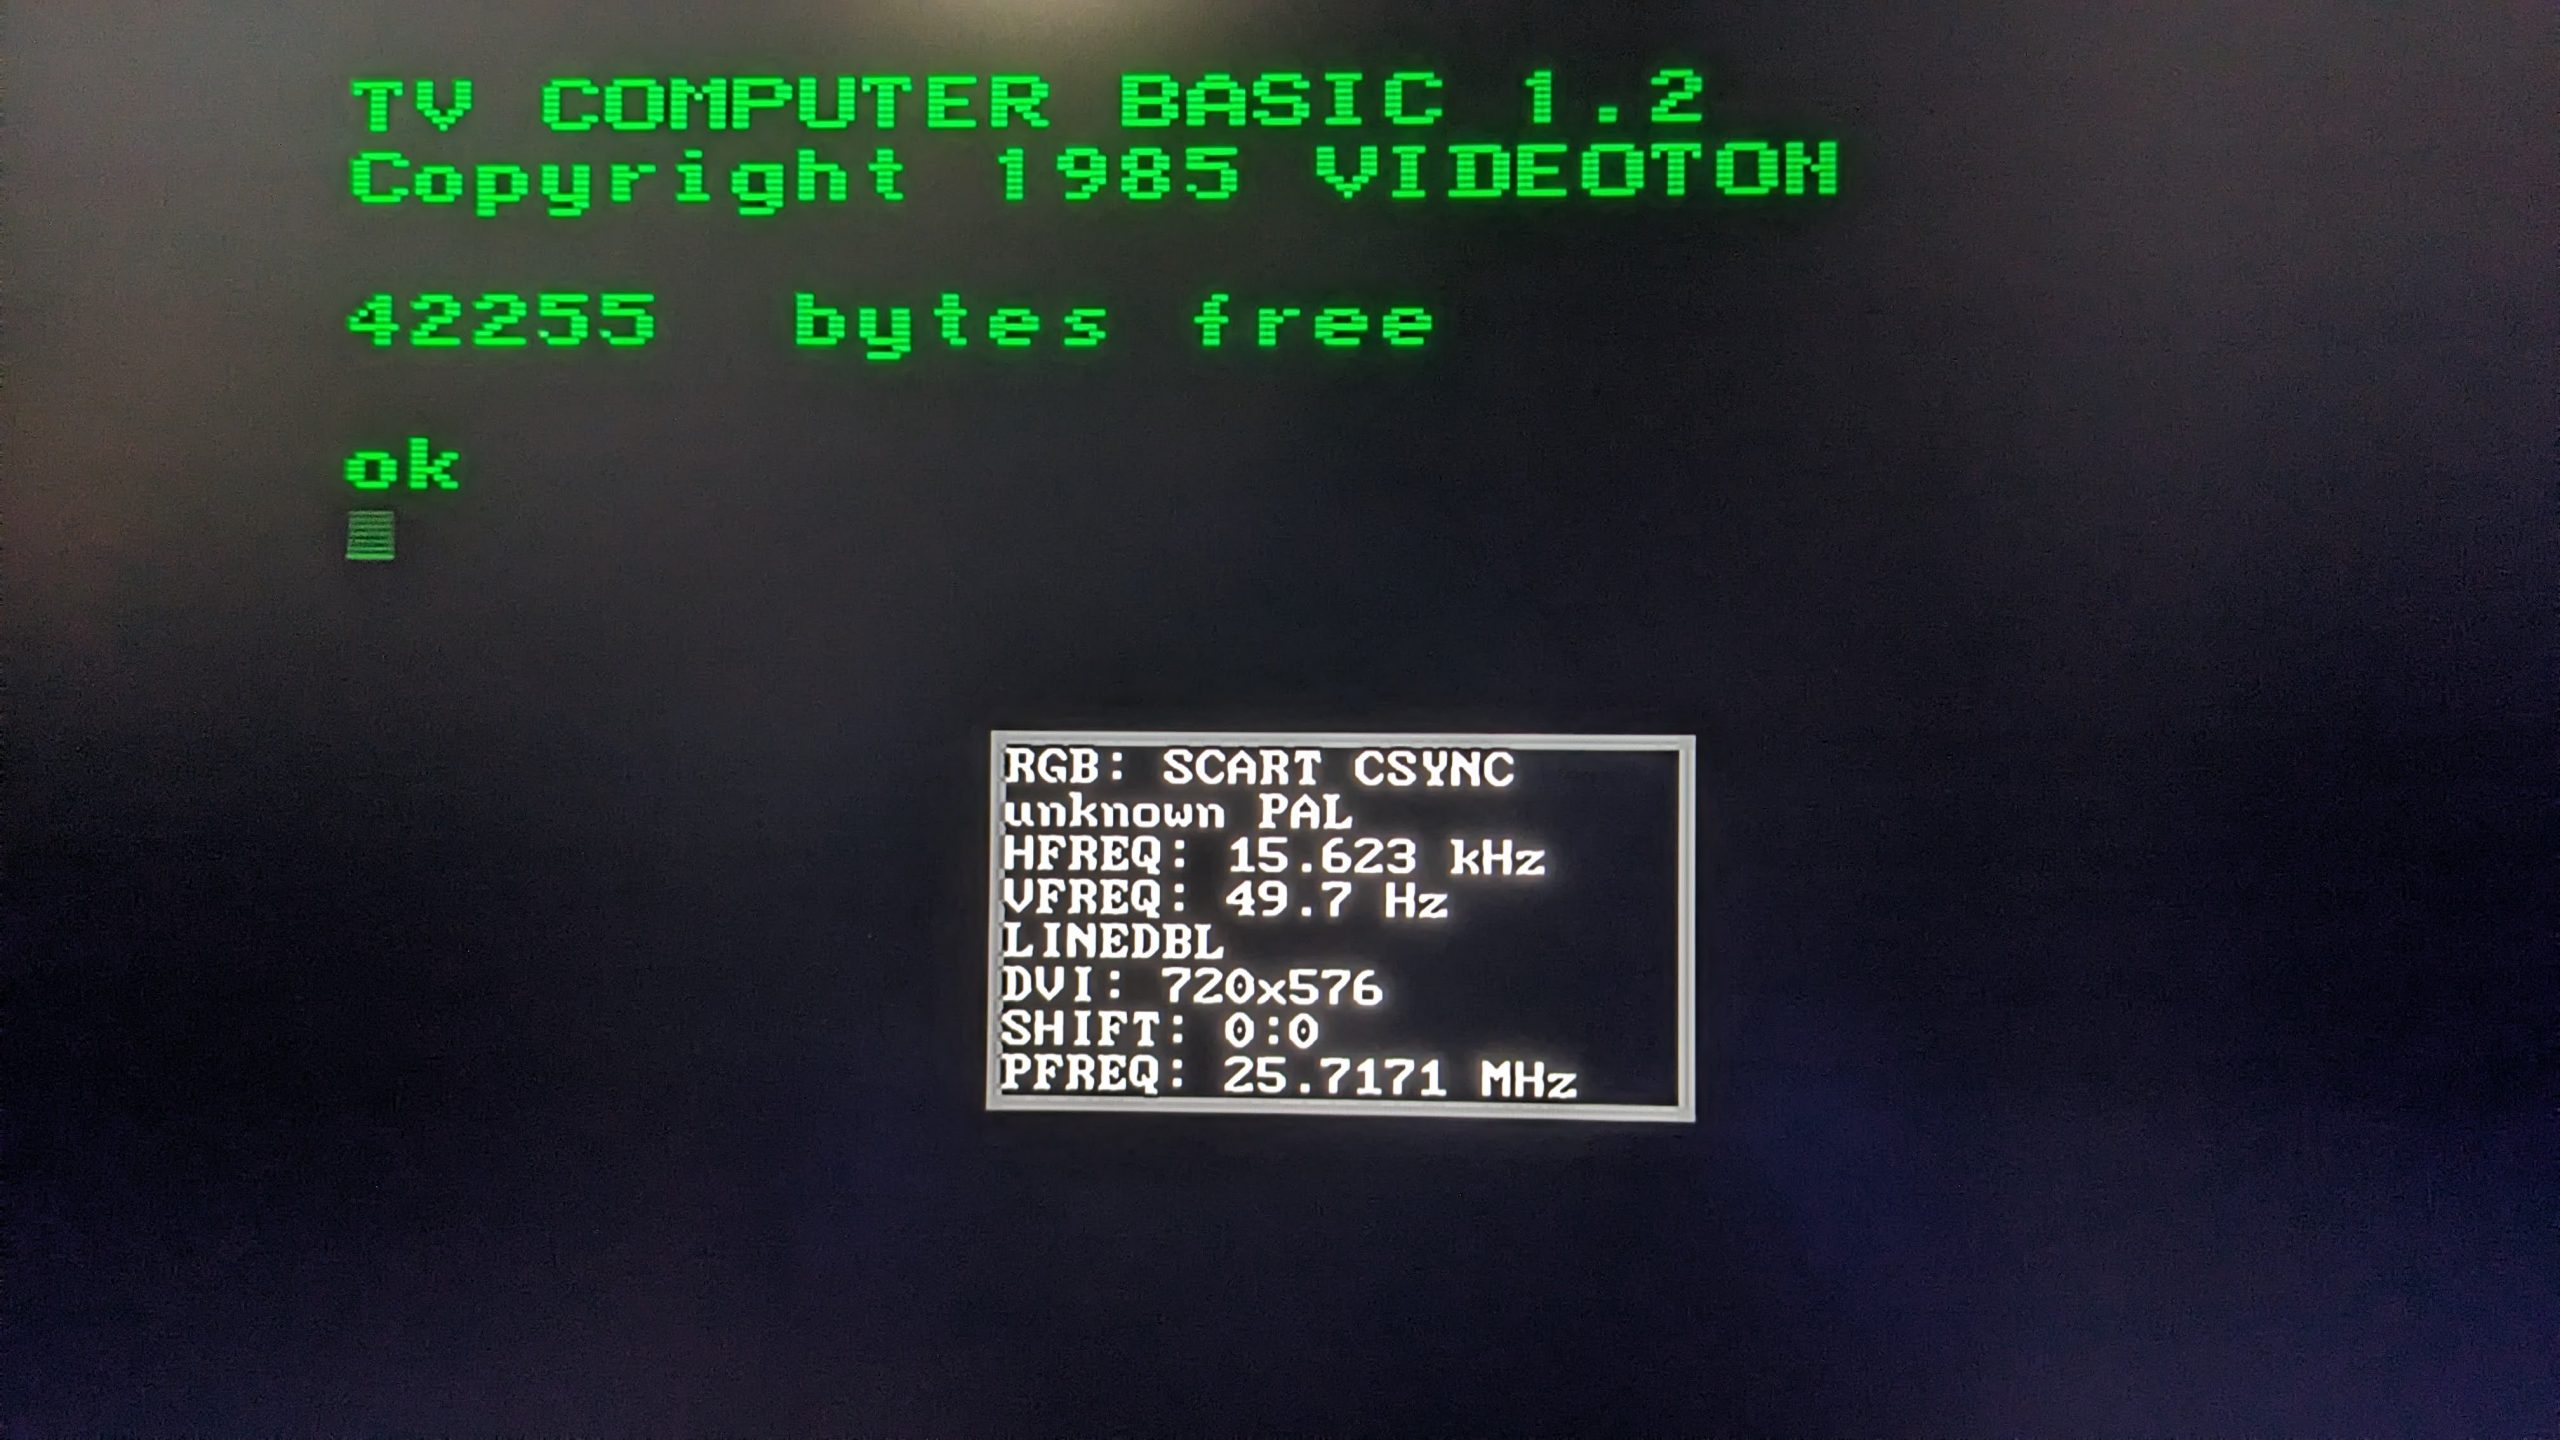 TV COMPUTER BASIC 1.2
Copyright 1985 VIDEOTON
42255  bytes free
ok
RGB: SCART CSYNC
unknown PAL
HFREQ: 15.623 kHz
VFREQ: 49.7 Hz
LINEDBL
DVI: 720x576
SHIFT: 0:0
PFREQ: 25.7171 MHz